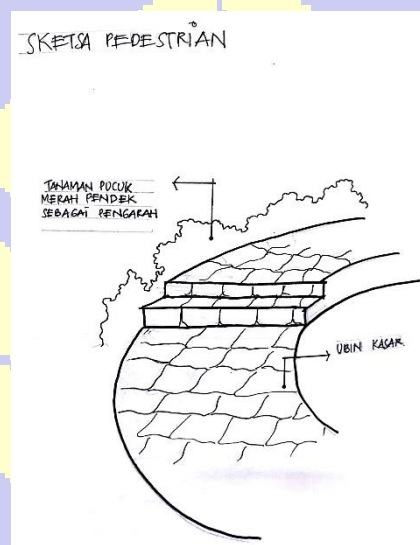 SKETSA PEDESTRIAN
TANAMAN PUCUK
MERAH PENDEK
SEBAGAI PENGARAH
UBIN KASAR